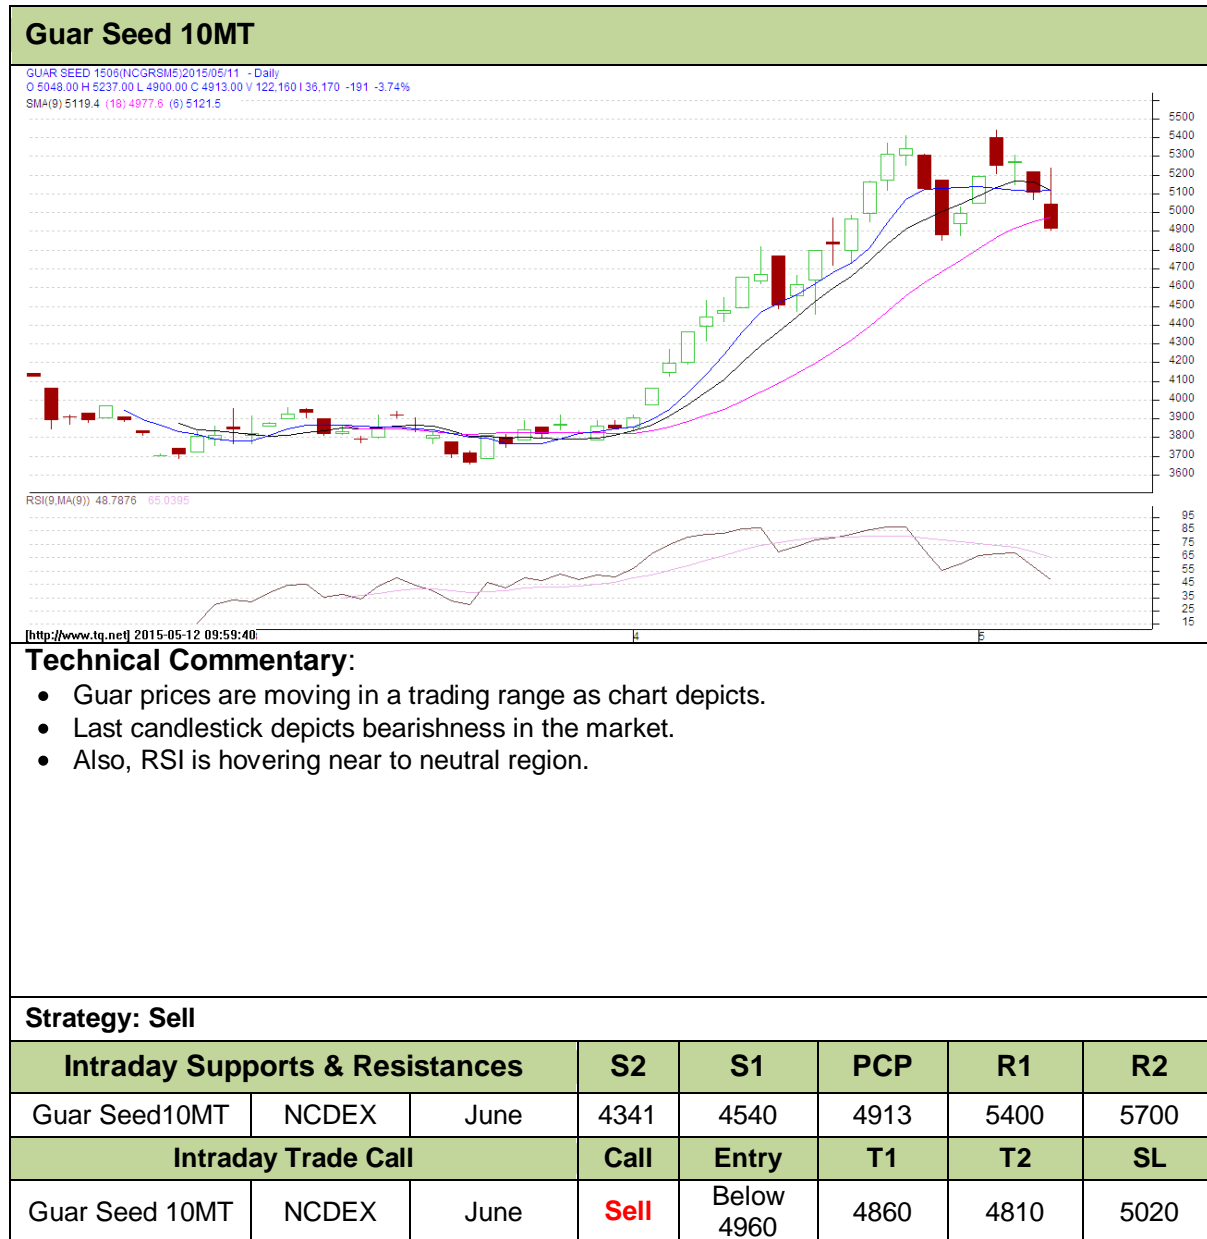 Guar Seed 10MT
GUAR SEED 1506(NCGRSM5)2015/05/11 - Daily
O 5048.00 H 5237.00 L 4900.00 C 4913.00 V 122,160 I 36,170 -191 -3.74%
SMA(9) 5119.4 (18) 4977.6 (6) 5121.5
5500
5400
5300
5200
5100
5000
4900
4800
4700
4600
4500
4400
4300
4200
4100
4000
3900
3800
3700
3600
RSI(9,MA(9)) 48.7876 65.0395
95
85
75
65
55
45
35
25
15
[http://www.tq.net] 2015-05-12 09:59:40
4 5
Technical Commentary:
• Guar prices are moving in a trading range as chart depicts.
• Last candlestick depicts bearishness in the market.
• Also, RSI is hovering near to neutral region.
Strategy: Sell
Intraday Supports & Resistances S2 S1 PCP R1 R2
Guar Seed10MT NCDEX June 4341 4540 4913 5400 5700
Intraday Trade Call Call Entry T1 T2 SL
Guar Seed 10MT NCDEX June Sell Below 4960 4860 4810 5020